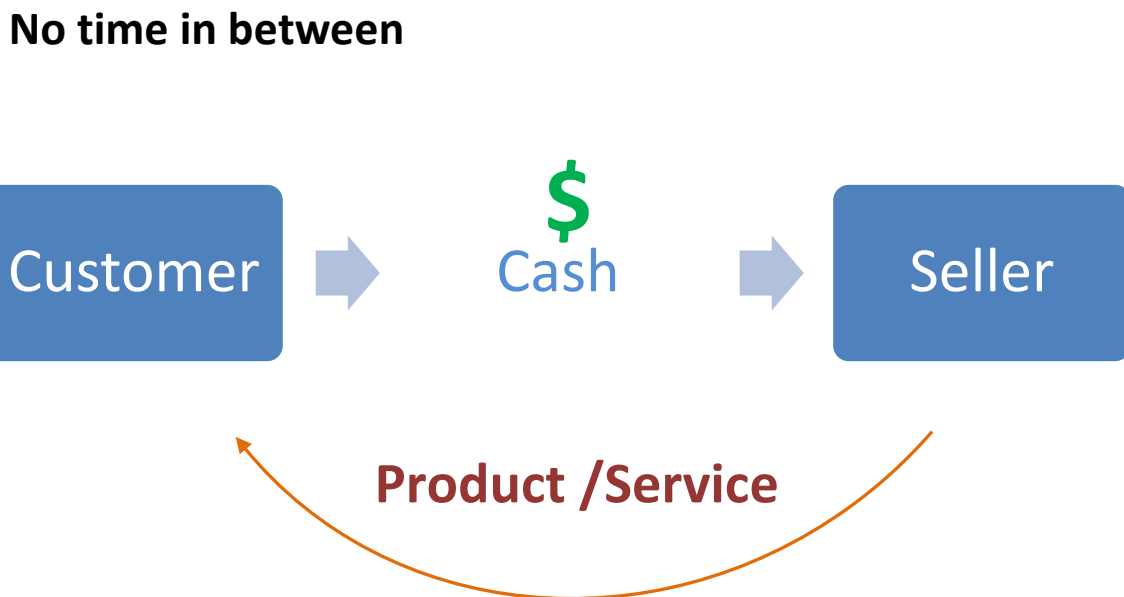 No time in between
$
Customer
Cash
Seller
Product /Service